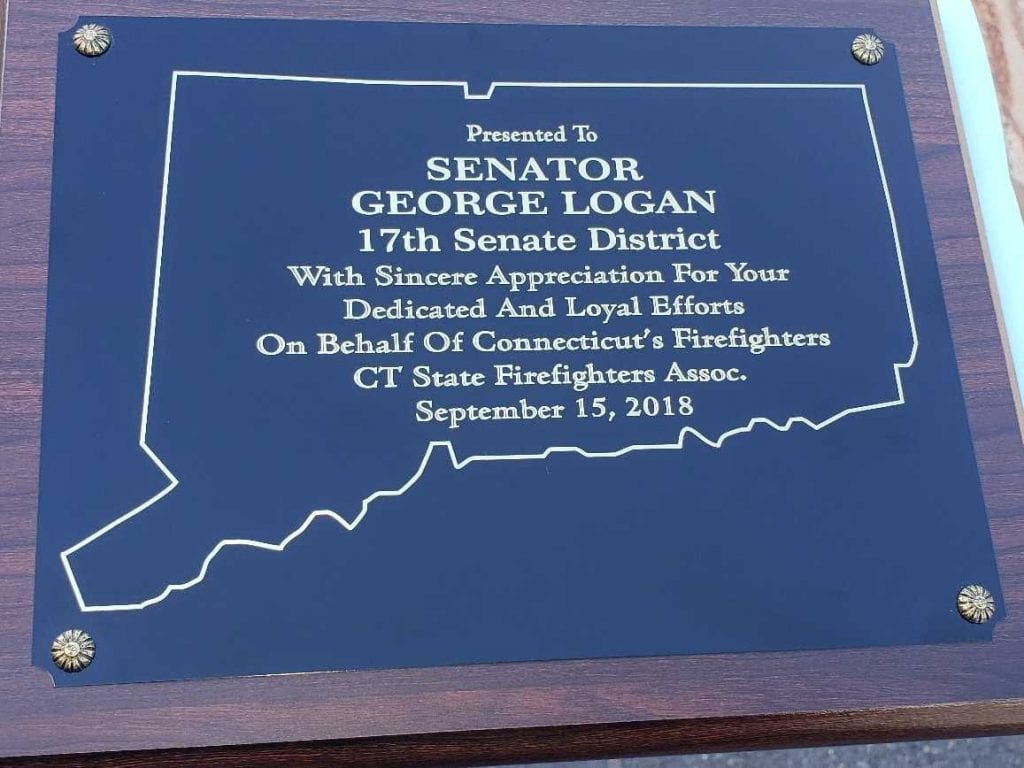 Presented To
SENATOR
GEORGE LOGAN
17th Senate District
With Sincere Appreciation For Your
Dedicated And Loyal Efforts
On Behalf Of Connecticut's Firefighters
CT State Firefighters Assoc.
September 15, 2018